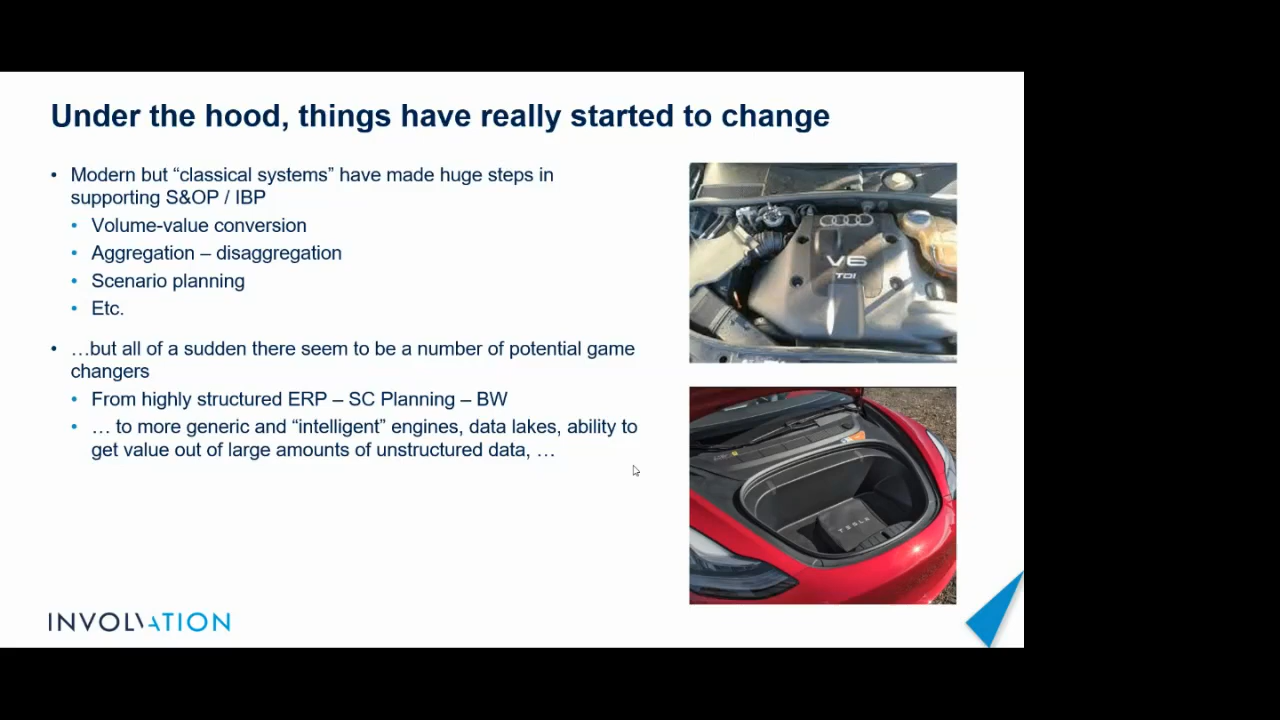 Under the hood, things have really started to change
• Modern but “classical systems” have made huge steps in
supporting S&OP / IBP
• Volume-value conversion
• Aggregation – disaggregation
• Scenario planning
• Etc.
• …but all of a sudden there seem to be a number of potential game
changers
• From highly structured ERP – SC Planning – BW
• … to more generic and “intelligent” engines, data lakes, ability to
get value out of large amounts of unstructured data, …
V6
TDI
TESLA
INVOLVATION